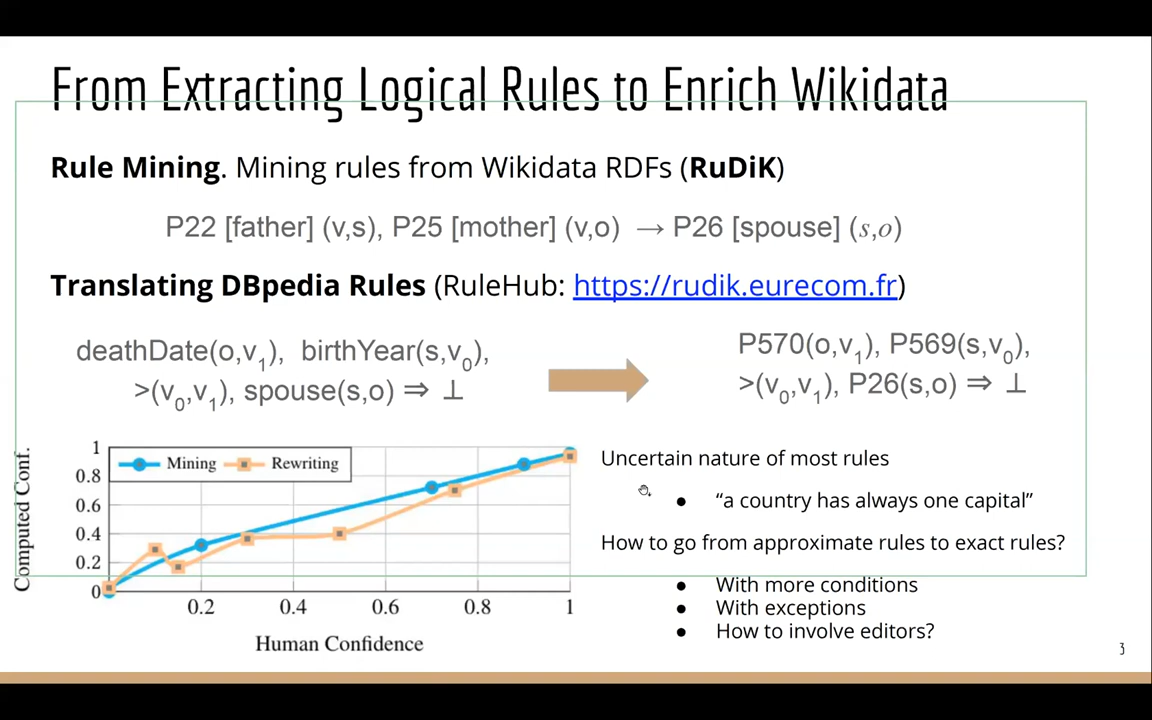 From Extracting Logical Rules to Enrich Wikidata
Rule Mining. Mining rules from Wikidata RDFs (RuDiK)
P22 [father] (v,s), P25 [mother] (v,o) → P26 [spouse] (s,o)
Translating DBpedia Rules (RuleHub: https://rudik.eurecom.fr)
deathDate(o,v1), birthYear(s,v0),
>(v0,v1), spouse(s,o) ⇒ ⊥
P570(o,v1), P569(s,v0),
>(v0,v1), P26(s,o) ⇒ ⊥
Computed Conf.
1
0.8
0.6
0.4
0.2
0
Mining Rewriting
0.2 0.4 0.6 0.8 1
Human Confidence
Uncertain nature of most rules
● “a country has always one capital”
How to go from approximate rules to exact rules?
● With more conditions
● With exceptions
● How to involve editors?
3